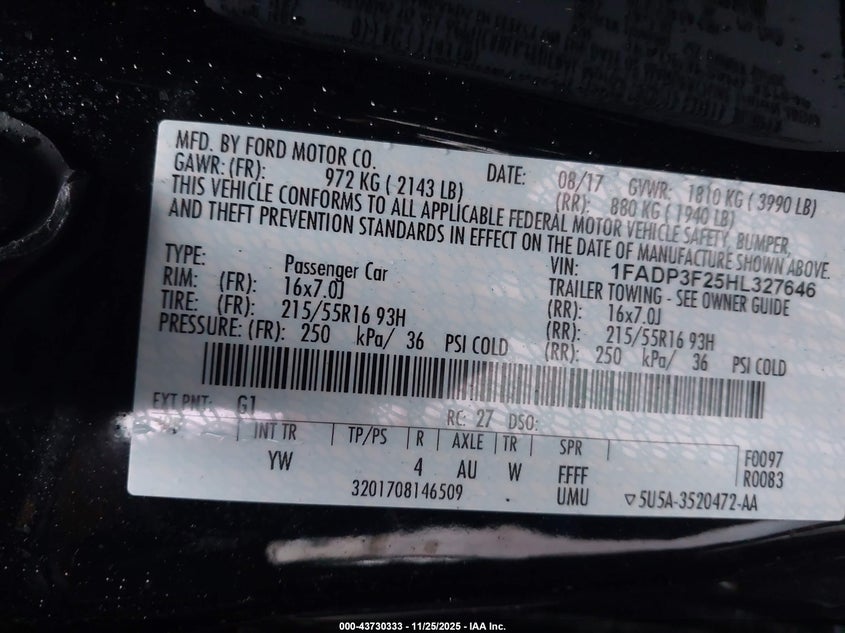 MFD. BY FORD MOTOR CO. DATE: 08/17 GVWR: 1810 KG ( 3990 LB)
GAWR: (FR): 972 KG ( 2143 LB) (RR): 880 KG ( 1940 LB)
THIS VEHICLE CONFORMS TO ALL APPLICABLE FEDERAL MOTOR VEHICLE SAFETY, BUMPER,
AND THEFT PREVENTION STANDARDS IN EFFECT ON THE DATE OF MANUFACTURE SHOWN ABOVE.
VIN: 1FADP3F25HL327646
TYPE: Passenger Car TRAILER TOWING - SEE OWNER GUIDE
RIM: (FR): 16x7.0J (RR): 16x7.0J
TIRE: (FR): 215/55R16 93H (RR): 215/55R16 93H
PRESSURE: (FR): 250 kPa/ 36 PSI COLD (RR): 250 kPa/ 36 PSI COLD
EXT PNT: G1 RC: 27 DSO:
INT TR TP/PS R AXLE TR SPR F0097
YW 4 AU W FFFF R0083
3201708146509 UMU ▽5U5A-3520472-AA
000-43730333 - 11/25/2025 - IAA Inc.